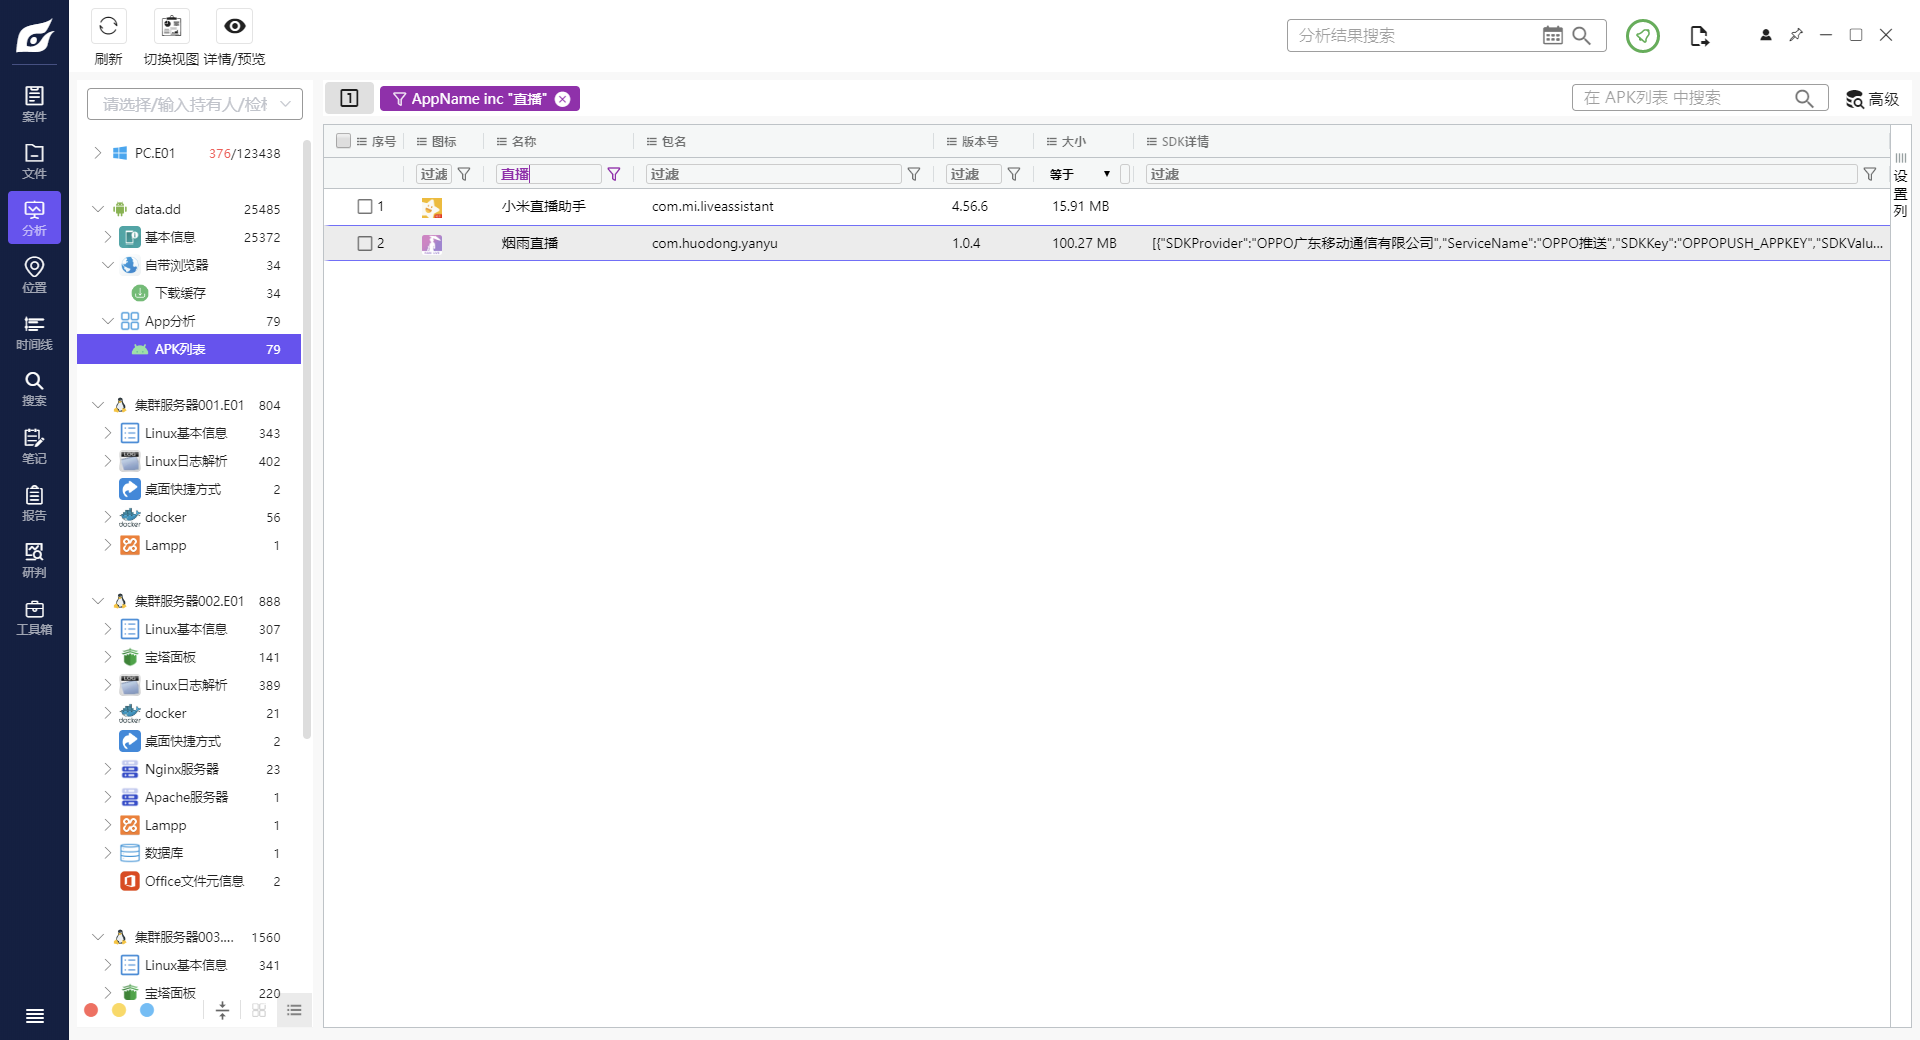 刷新
切换视图
详情/预览
分析结果搜索
案件
文件
分析
位置
时间线
搜索
笔记
报告
研判
工具箱
请选择/输入持有人/检材
PC.E01 376/123438
data.dd 25485
基本信息 25372
自带浏览器 34
下载缓存 34
App分析 79
APK列表 79
集群服务器001.E01 804
Linux基本信息 343
Linux日志解析 402
桌面快捷方式 2
docker 56
Lampp 1
集群服务器002.E01 888
Linux基本信息 307
宝塔面板 141
Linux日志解析 389
docker 21
桌面快捷方式 2
Nginx服务器 23
Apache服务器 1
Lampp 1
数据库 1
Office文件元信息 2
集群服务器003.... 1560
Linux基本信息 341
宝塔面板 220
1
AppName inc "直播"
在 APK列表 中搜索
高级
序号 图标 名称 包名 版本号 大小 SDK详情
过滤 直播 过滤 过滤 等于 过滤
1 小米直播助手 com.mi.liveassistant 4.56.6 15.91 MB
2 烟雨直播 com.huodong.yanyu 1.0.4 100.27 MB [{"SDKProvider":"OPPO广东移动通信有限公司","ServiceName":"OPPO推送","SDKKey":"OPPOPUSH_APPKEY","SDKValu...
设置列